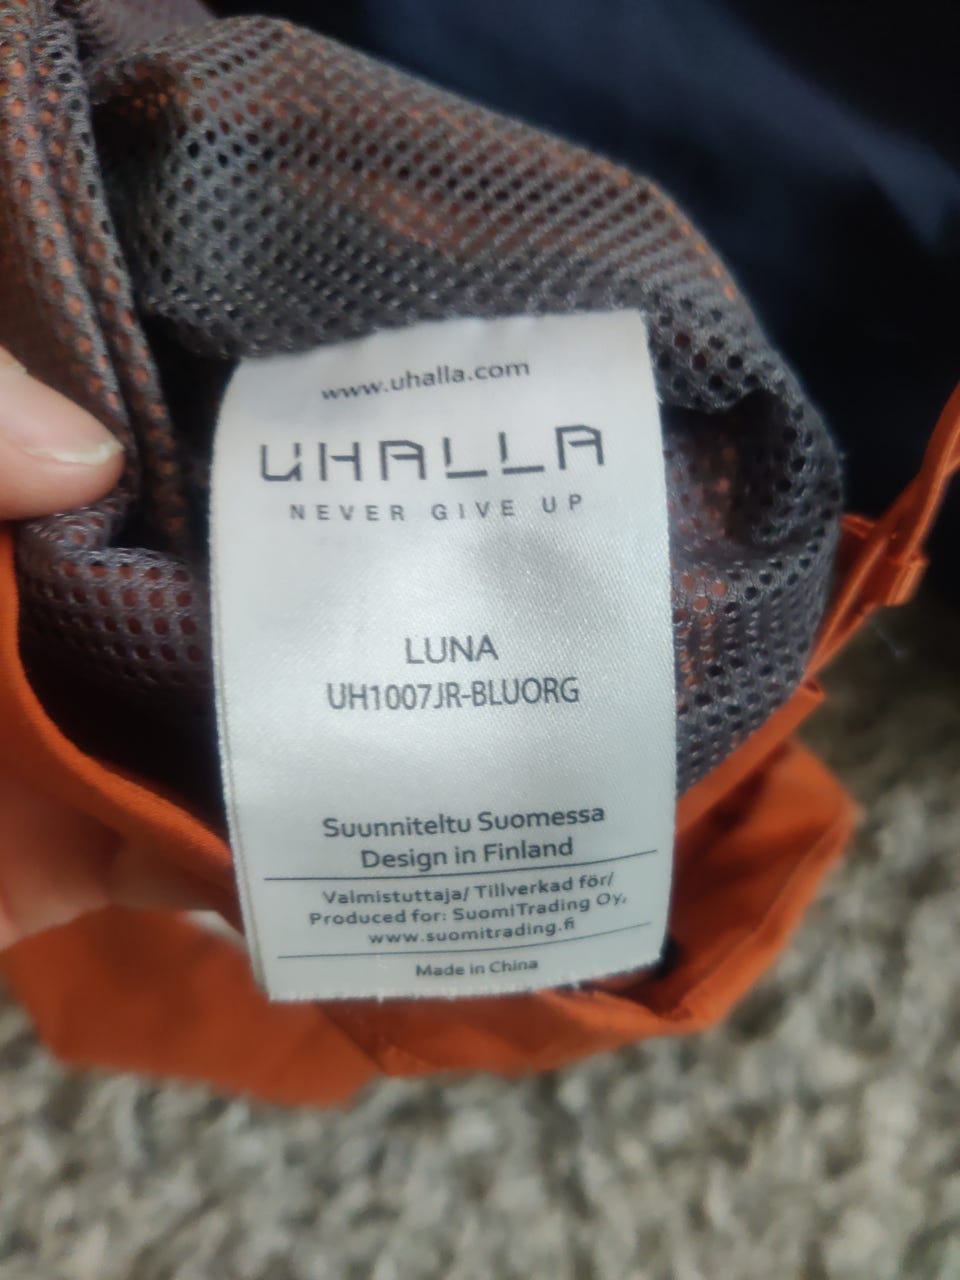 www.uhalla.com
UHALLA
NEVER GIVE UP
LUNA
UH1007JR-BLUORG
Suunniteltu Suomessa
Design in Finland
Valmistuttaja/ Tillverkad för/
Produced for: SuomiTrading Oy,
www.suomitrading.fi
Made in China